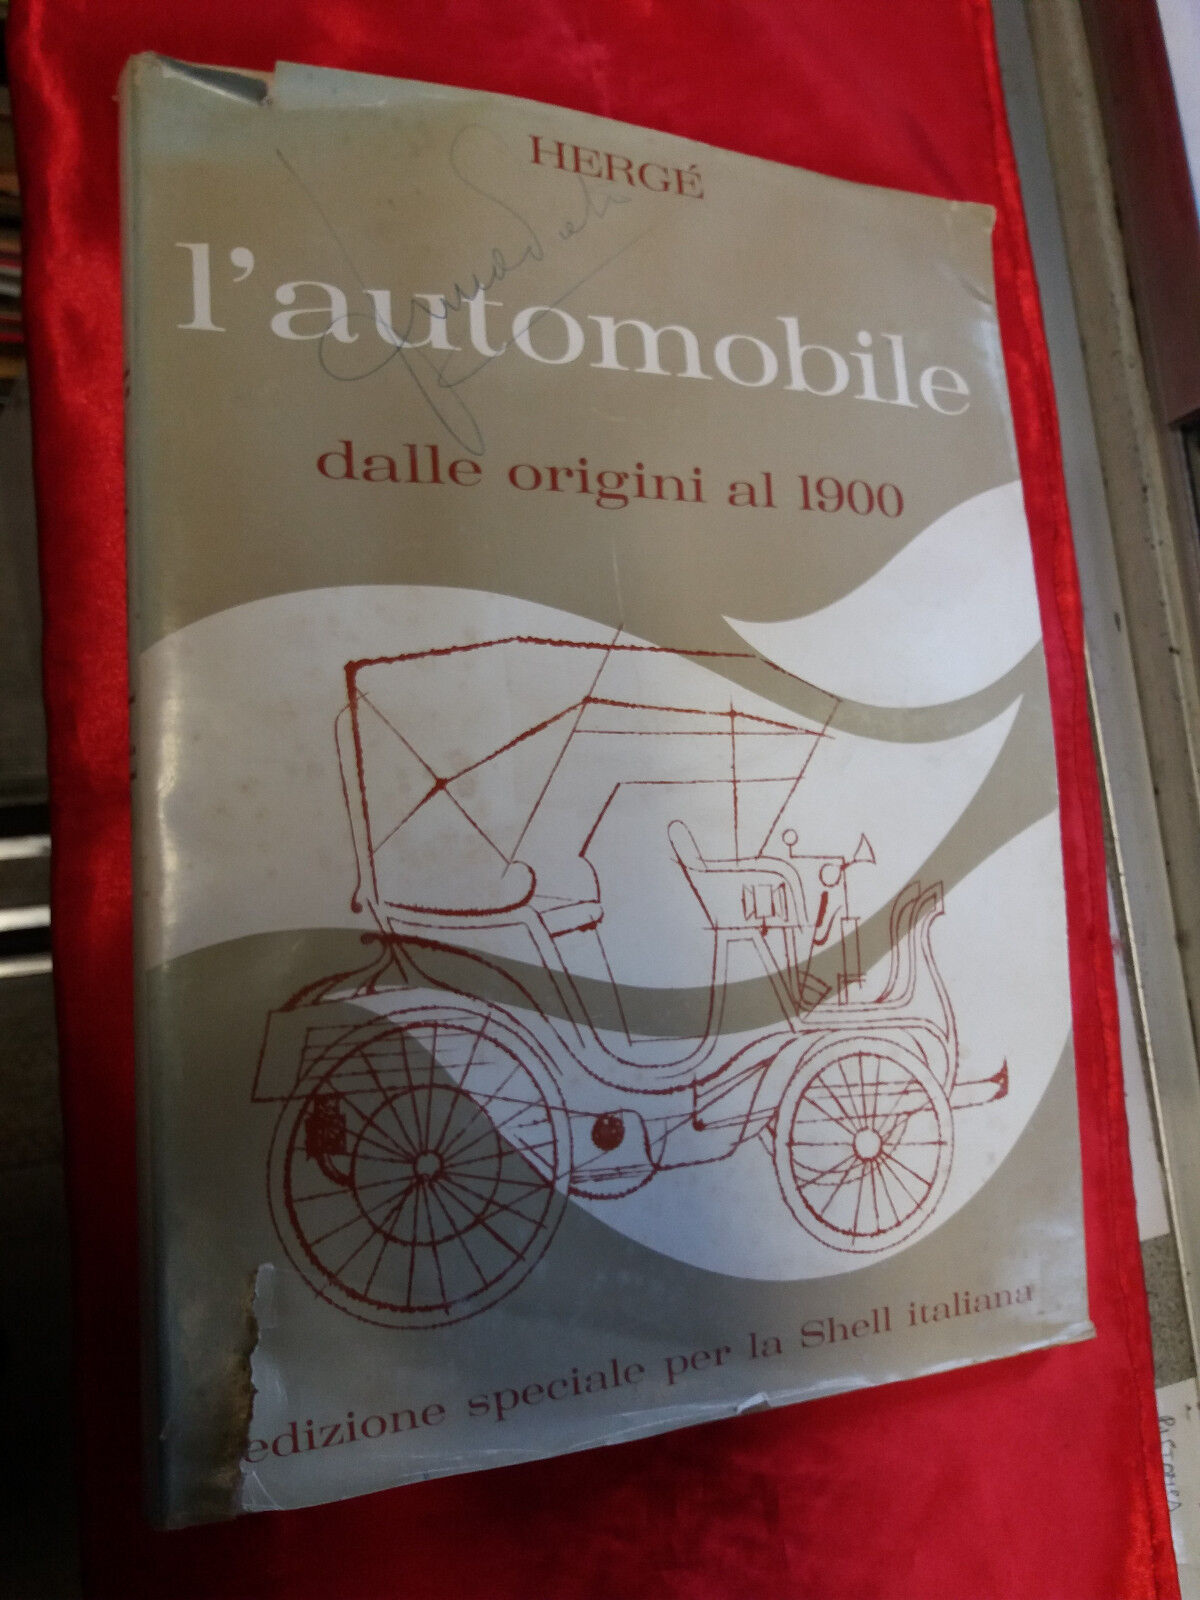 HERGÉ
l'automobile
dalle origini al 1900
edizione speciale per la Shell italiana